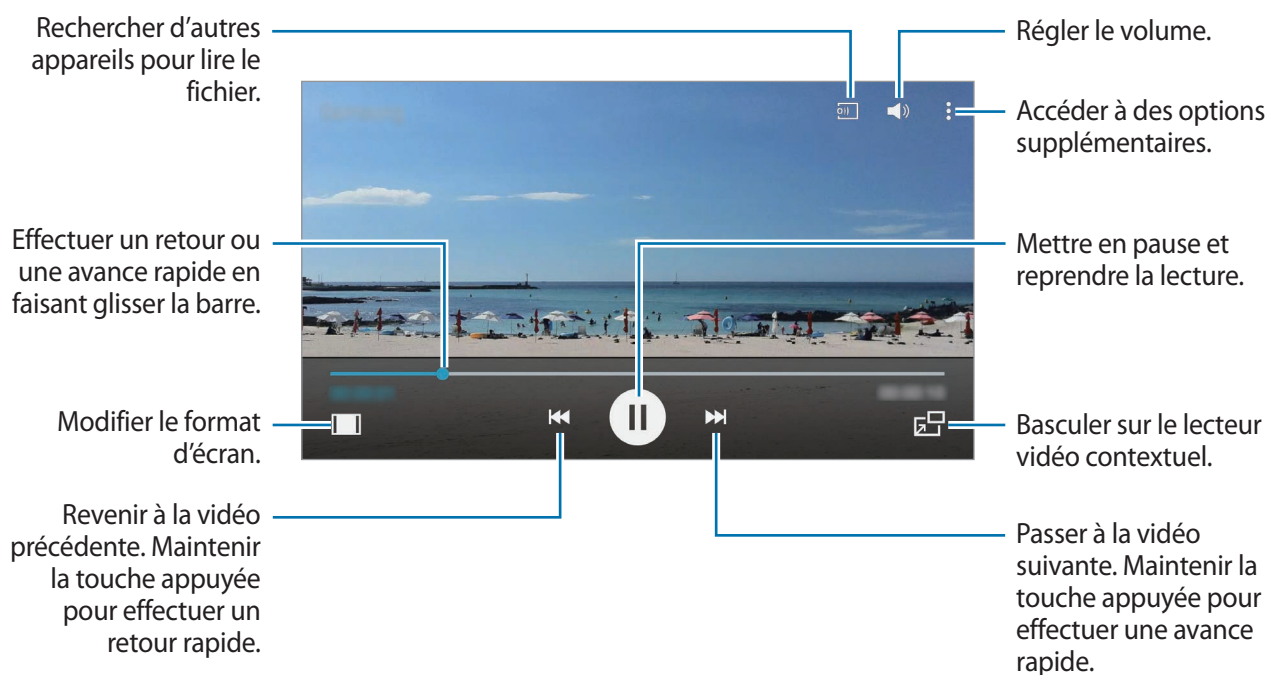 Rechercher d'autres
appareils pour lire le
fichier.
Effectuer un retour ou
une avance rapide en
faisant glisser la barre.
Modifier le format
d'écran.
Revenir à la vidéo
précédente. Maintenir
la touche appuyée
pour effectuer un
retour rapide.
Régler le volume.
Accéder à des options
supplémentaires.
Mettre en pause et
reprendre la lecture.
Basculer sur le lecteur
vidéo contextuel.
Passer à la vidéo
suivante. Maintenir la
touche appuyée pour
effectuer une avance
rapide.